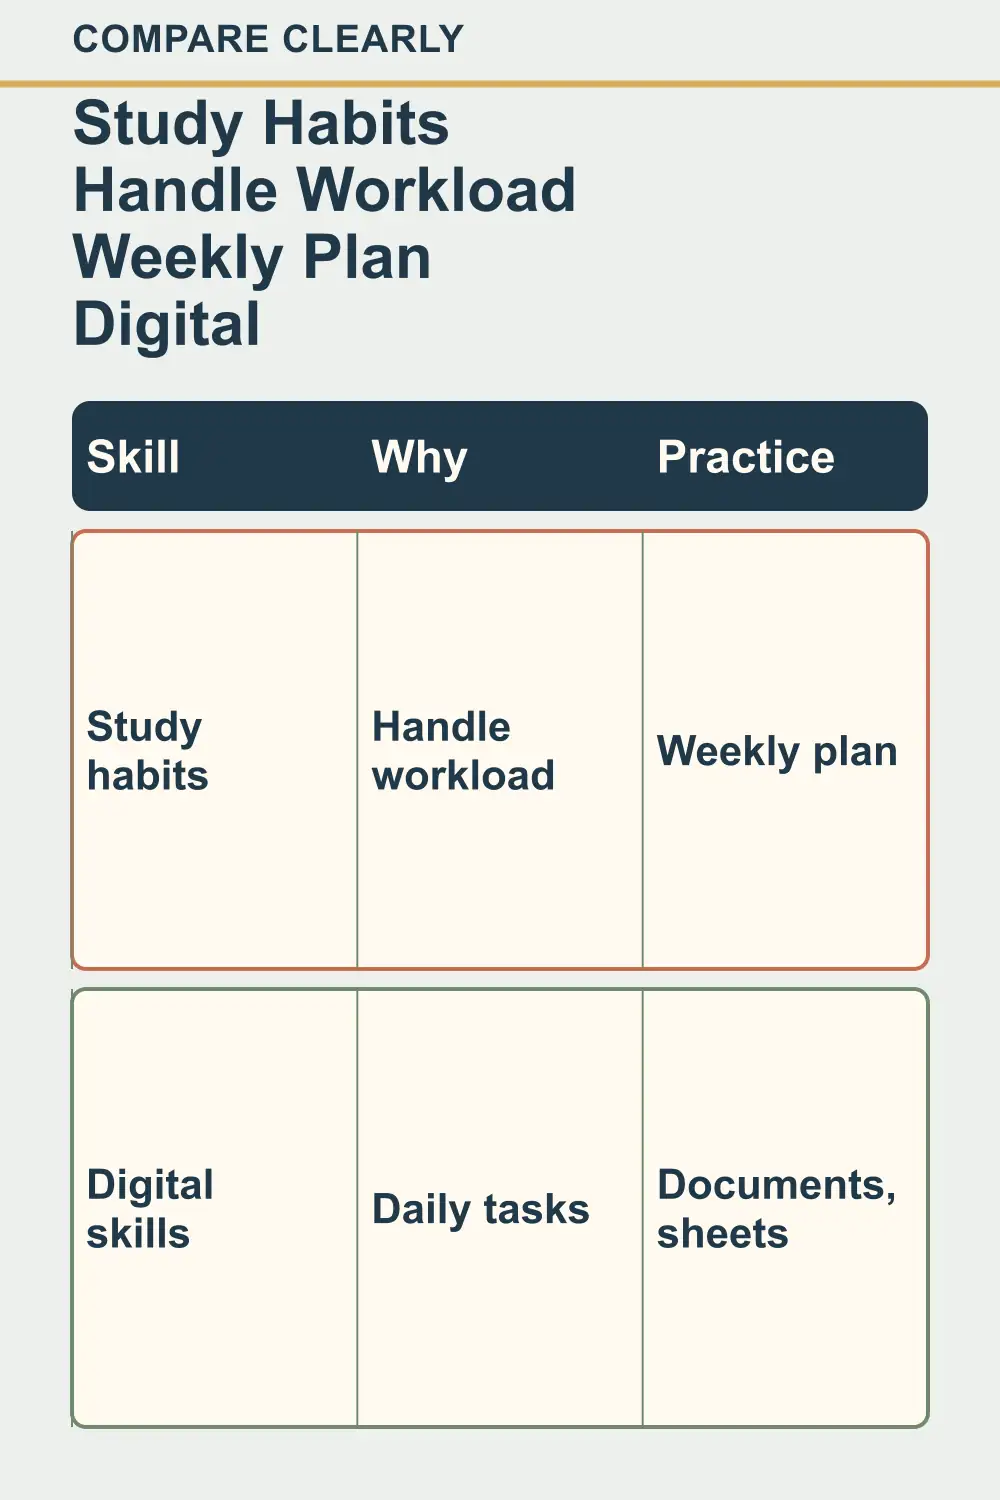 COMPARE CLEARLY
Study Habits
Handle Workload
Weekly Plan
Digital
Skill Why Practice
Study
habits
Handle
workload
Weekly plan
Digital
skills
Daily tasks
Documents,
sheets